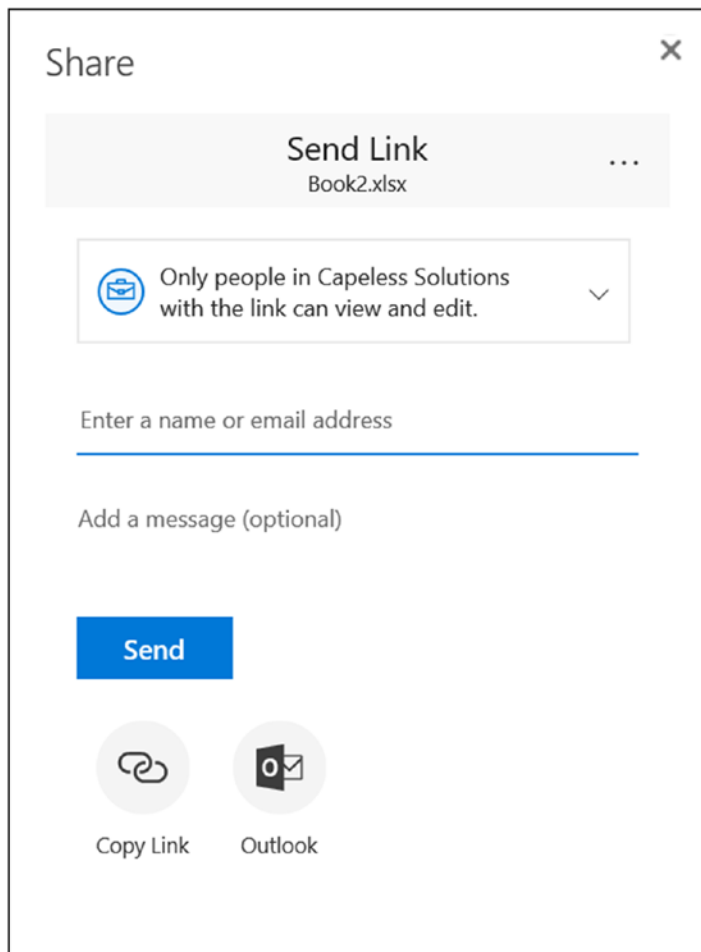 Share
Send Link
...
Book2.xlsx
Only people in Capeless Solutions
with the link can view and edit.
Enter a name or email address
Add a message (optional)
Send
Copy Link
Outlook